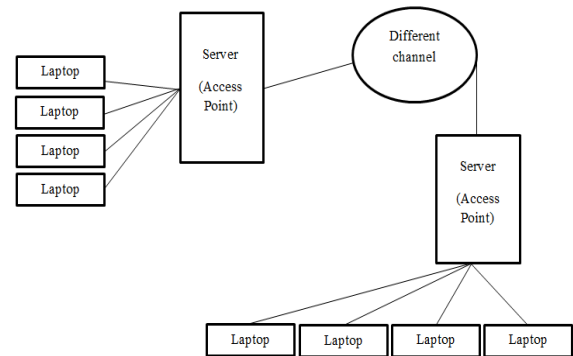 Server
(Access
Point)
Different
channel
Laptop
Laptop
Laptop
Laptop
Server
(Access
Point)
Laptop
Laptop
Laptop
Laptop